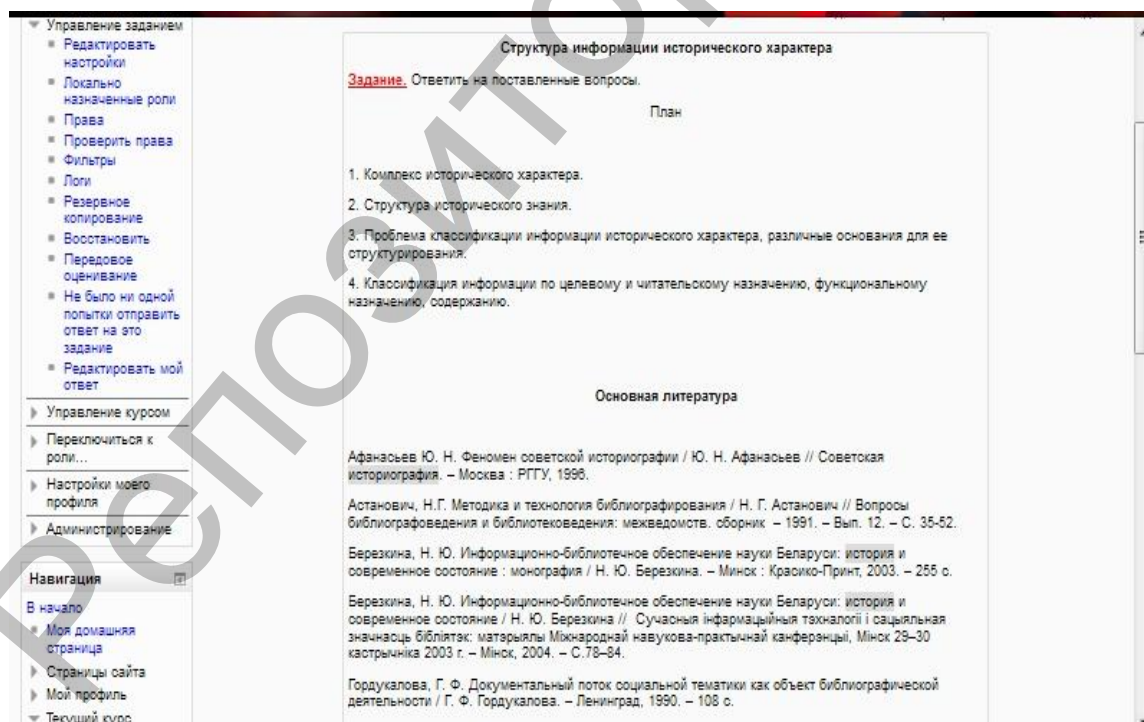 Управление заданием
Редактировать
настройки
Локально
назначенные роли
Права
Проверить права
Фильтры
Логи
Резервное
копирование
Восстановить
Передовое
оценивание
Не было ни одной
попытки отправить
ответ на это
задание
Редактировать мой
ответ
Управление курсом
Переключиться к
роли...
Настройки моего
профиля
Администрирование
Навигация
В начало
Моя домашняя
страница
Страницы сайта
Мой профиль
Текущий курс
Структура информации исторического характера
Задание. Ответить на поставленные вопросы.
План
1. Комплекс исторического характера.
2. Структура исторического знания.
3. Проблема классификации информации исторического характера, различные основания для ее
структурирования.
4. Классификация информации по целевому и читательскому назначению, функциональному
назначению, содержанию.
Основная литература
Афанасьев Ю. Н. Феномен советской историографии / Ю. Н. Афанасьев // Советская
историография. – Москва : РГГУ, 1996.
Астанович, Н.Г. Методика и технология библиографирования / Н. Г. Астанович // Вопросы
библиографоведения и библиотековедения: межведомств. сборник – 1991. – Вып. 12. – С. 35-52.
Березкина, Н. Ю. Информационно-библиотечное обеспечение науки Беларуси: история и
современное состояние : монография / Н. Ю. Березкина. – Минск : Красико-Принт, 2003. – 255 с.
Березкина, Н. Ю. Информационно-библиотечное обеспечение науки Беларуси: история и
современное состояние / Н. Ю. Березкина // Сучасныя інфармацыйныя тэхналогіі і сацыяльная
значнасць бібліятэк: матэрыялы Міжнароднай навукова-практычнай канферэнцыі, Мінск 29–30
кастрычніка 2003 г. – Мінск, 2004. – С.78–84.
Гордукалова, Г. Ф. Документальный поток социальной тематики как объект библиографической
деятельности / Г. Ф. Гордукалова. – Ленинград, 1990. – 108 с.